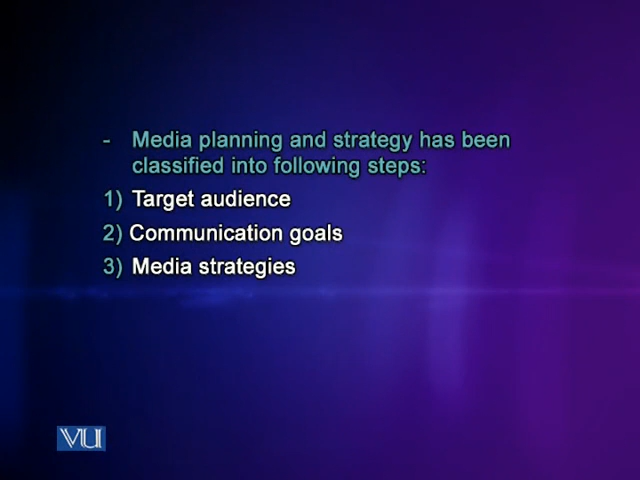 - Media planning and strategy has been
classified into following steps:
1) Target audience
2) Communication goals
3) Media strategies
VU